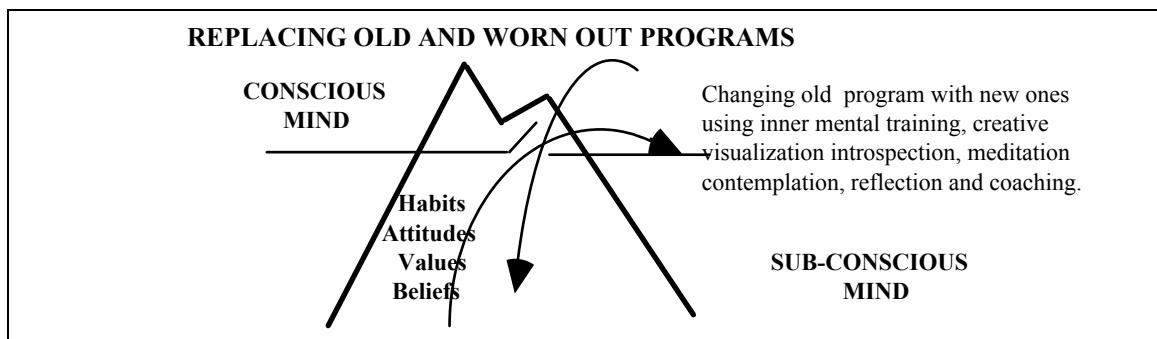 REPLACING OLD AND WORN OUT PROGRAMS
CONSCIOUS
MIND
Changing old program with new ones
using inner mental training, creative
visualization introspection, meditation
contemplation, reflection and coaching.
Habits
Attitudes
Values
Beliefs
SUB-CONSCIOUS
MIND